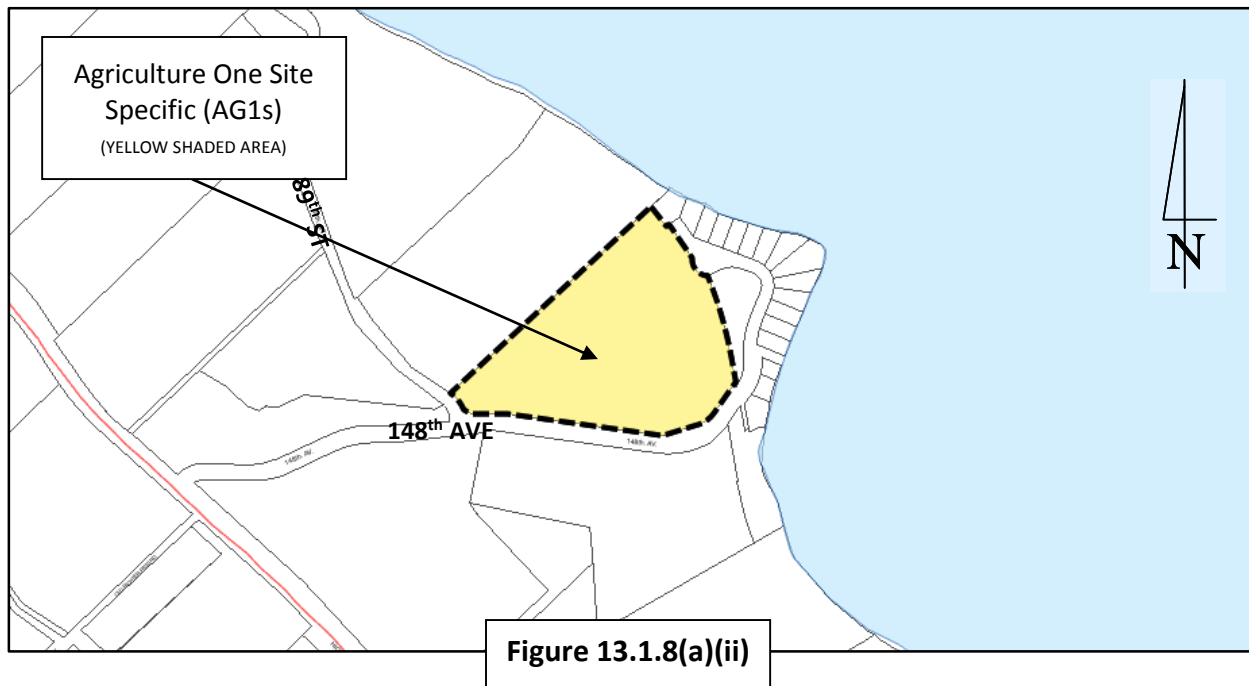 Agriculture One Site
Specific (AG1s)
(YELLOW SHADED AREA)
89th ST
N
148th AVE
148th AV.
148th AV.
Figure 13.1.8(a)(ii)